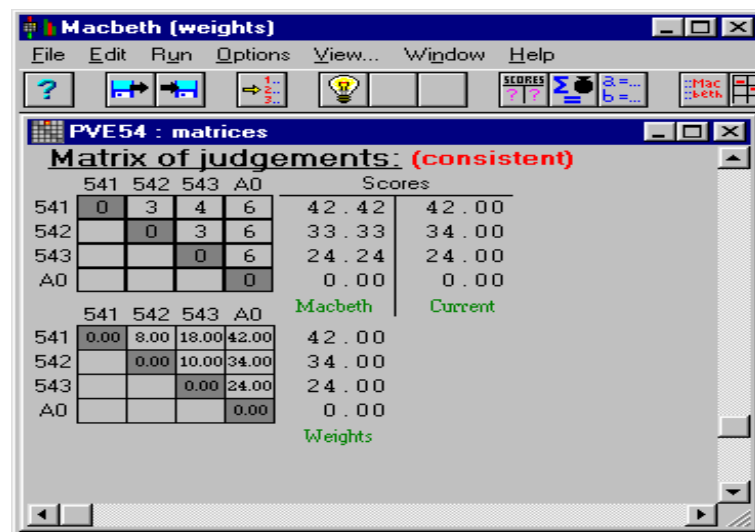 Macbeth (weights)
File Edit Run Options View... Window Help
? 1.. 2.. 3.. SCORES ? ? Σ a=... b=... Mac beth
PVE54 : matrices
Matrix of judgements: (consistent)
541 542 543 A0 Scores
541 0 3 4 6 42.42 42.00
542 0 3 6 33.33 34.00
543 0 6 24.24 24.00
A0 0 0.00 0.00
Macbeth Current
541 542 543 A0
541 0.00 8.00 18.00 42.00 42.00
542 0.00 10.00 34.00 34.00
543 0.00 24.00 24.00
A0 0.00 0.00
Weights